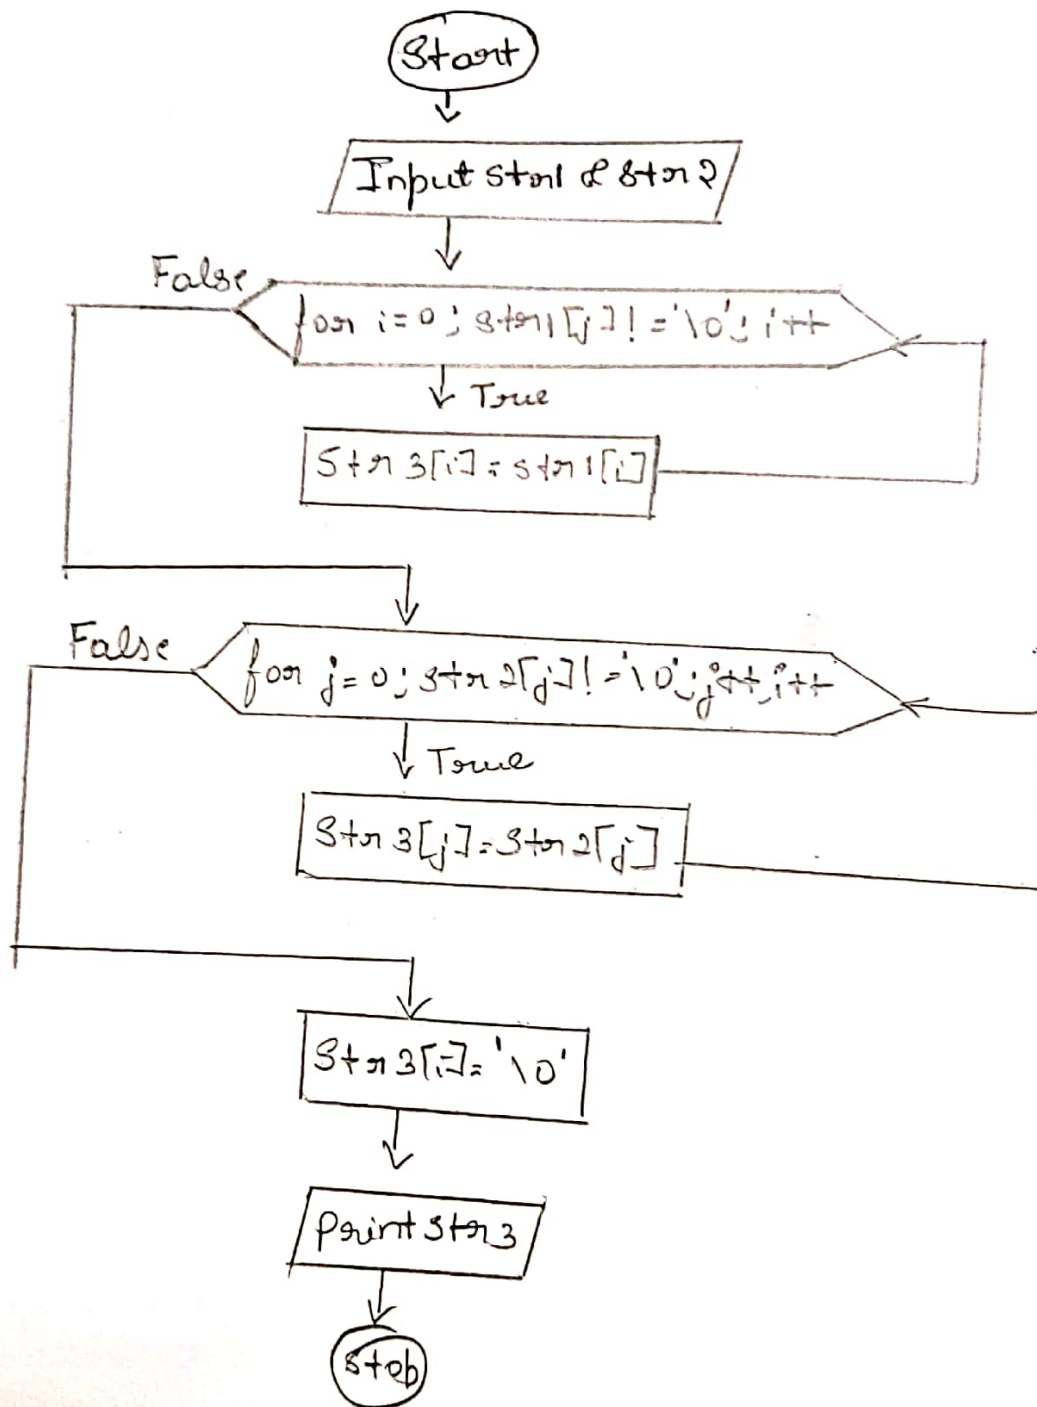 Start
Input str1 & str2
False
for i=0; str1[j]!='\0'; i++
True
Str3[i]=str1[i]
False
for j=0; str2[j]!='\0'; j++, i++
True
Str3[j]=Str2[j]
Str3[i]='\0'
Print str3
stop